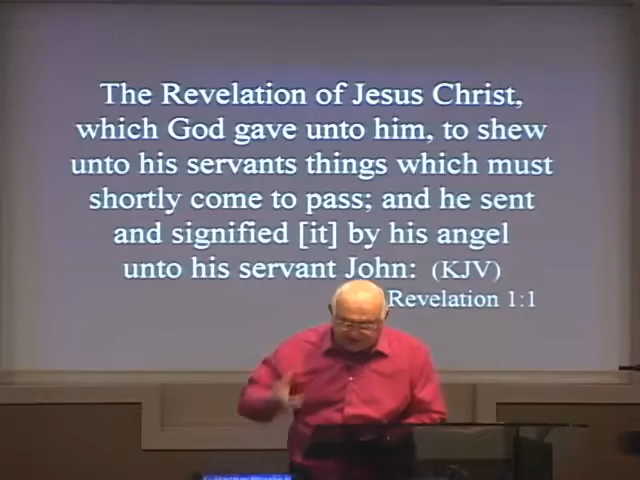 The Revelation of Jesus Christ,
which God gave unto him, to shew
unto his servants things which must
shortly come to pass; and he sent
and signified [it] by his angel
unto his servant John: (KJV)
Revelation 1:1